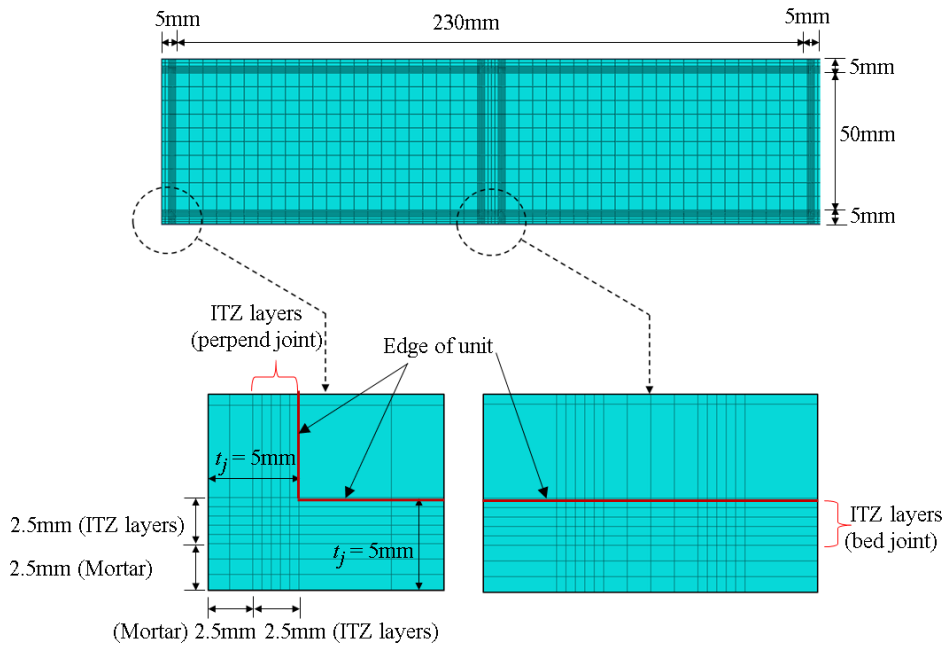 5mm
230mm
5mm
5mm
50mm
5mm
ITZ layers
(perpend joint)
Edge of unit
t_j = 5mm
2.5mm (ITZ layers)
2.5mm (Mortar)
t_j = 5mm
ITZ layers
(bed joint)
(Mortar) 2.5mm 2.5mm (ITZ layers)